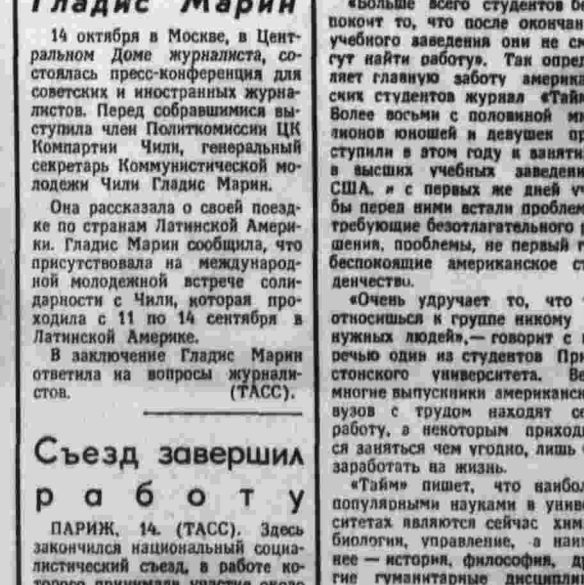 Гладис Марин
14 октября в Москве, в Цент-
ральном Доме журналиста, со-
стоялась пресс-конференция для
советских и иностранных журна-
листов. Перед собравшимися вы-
ступила член Политкомиссии ЦК
Компартии Чили, генеральный
секретарь Коммунистической мо-
лодежи Чили Гладис Марин.
Она рассказала о своей поезд-
ке по странам Латинской Амери-
ки. Гладис Марин сообщила, что
присутствовала на международ-
ной молодежной встрече соли-
дарности с Чили, которая про-
ходила с 11 по 14 сентября в
Латинской Америке.
В заключение Гладис Марин
ответила на вопросы журнали-
стов. (ТАСС).
Съезд завершил
работу
ПАРИЖ, 14. (ТАСС). Здесь
закончился национальный социа-
листический съезд, в работе ко-
торого принимали участие около
«Больше всего студентов бес
покоит то, что после окончан
учебного заведения они не см
гут найти работу». Так опред
ляет главную заботу америка
ских студентов журнал «Тайм
Более восьми с половиной ми
лионов юношей и девушек пр
ступили в этом году к заняти
в высших учебных заведени
США, и с первых же дней уч
бы перед ними встали проблем
требующие безотлагательного р
шения, проблемы, не первый г
беспокоящие американское ст
денчество.
«Очень удручает то, что
относишься к группе никому
нужных людей»,— говорит с
речью один из студентов При
стонского университета. Ве
многие выпускники американск
вузов с трудом находят се
работу, а некоторым приходи
ся заняться чем угодно, лишь
заработать на жизнь.
«Тайм» пишет, что наибол
популярными науками в униве
ситетах являются сейчас хим
биология, управление, а наим
нее — история, философия, д
гие гуманитарные дисципл